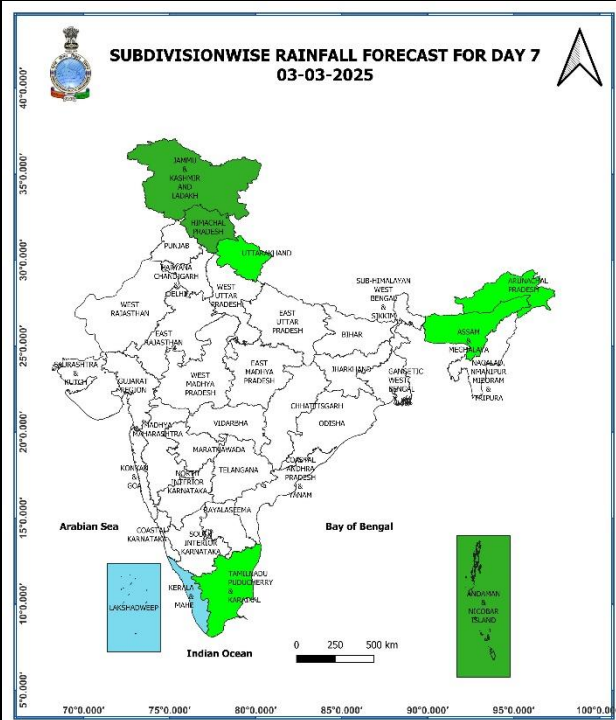 SUBDIVISIONWISE RAINFALL FORECAST FOR DAY 7
03-03-2025
40°0.000'
35°0.000'
30°0.000'
25°0.000'
20°0.000'
15°0.000'
10°0.000'
5°0.000'
JAMMU
&
KASHMIR
AND
LADAKH
HIMACHAL
PRADESH
PUNJAB
UTTARAKHAND
HARYANA
CHANDIGARH
&
DELHI
WEST
UTTAR
PRADESH
WEST
RAJASTHAN
EAST
RAJASTHAN
EAST
UTTAR
PRADESH
SUB-HIMALAYAN
WEST
BENGAL
&
SIKKIM
ARUNACHAL
PRADESH
ASSAM
&
MEGHALAYA
BIHAR
SAURASHTRA
&
KUTCH
GUJARAT
REGION
WEST
MADHYA
PRADESH
EAST
MADHYA
PRADESH
JHARKHAND
GANGETIC
WEST
BENGAL
MIZORAM
&
TRIPURA
CHHATTISGARH
MADHYA
MAHARASHTRA
VIDARBHA
ODISHA
MARATHWADA
KONKAN
&
GOA
NORTH
INTERIOR
KARNATAKA
TELANGANA
COASTAL
ANDHRA
PRADESH
&
YANAM
RAYALASEEMA
Arabian Sea
Bay of Bengal
COASTAL
KARNATAKA
SOUTH
INTERIOR
KARNATAKA
LAKSHADWEEP
KERALA
&
MAHE
TAMILNADU
PUDUCHERRY
&
KARAIKAL
ANDAMAN
&
NICOBAR
ISLAND
Indian Ocean
0 250 500 km
70°0.000' 75°0.000' 80°0.000' 85°0.000' 90°0.000' 95°0.000' 100°0.0